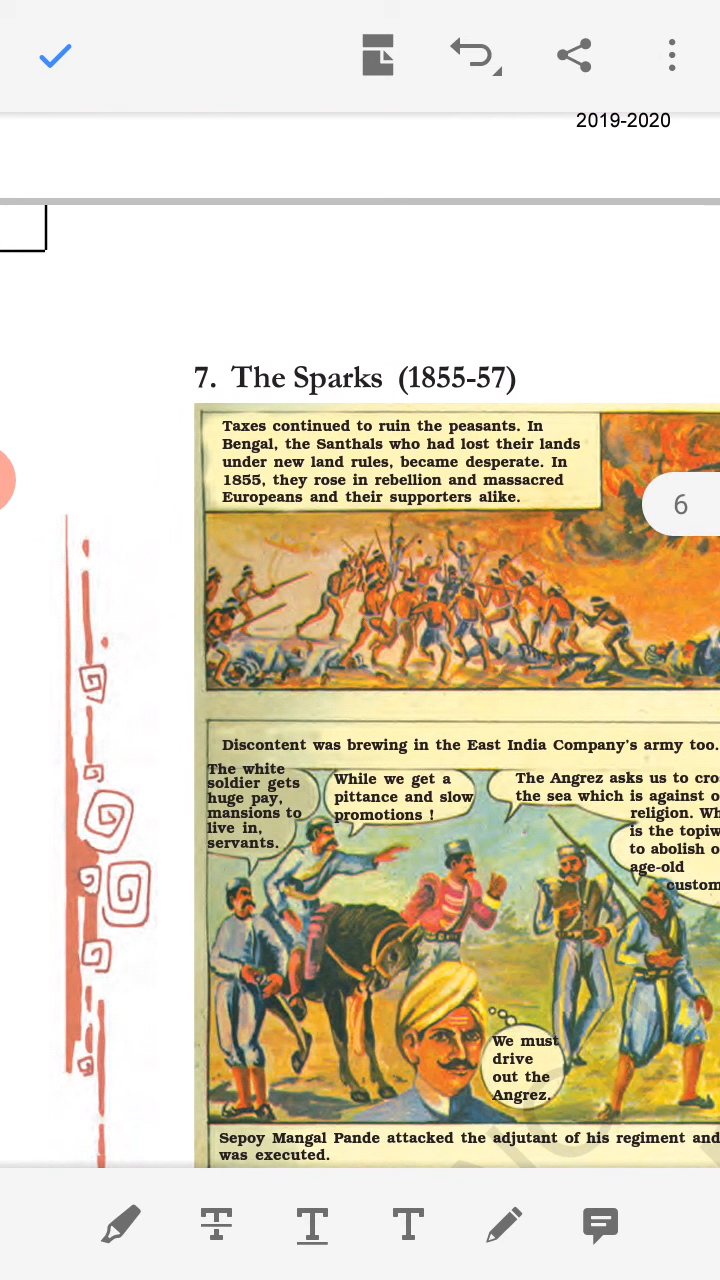 2019-2020
7. The Sparks (1855-57)
Taxes continued to ruin the peasants. In
Bengal, the Santhals who had lost their lands
under new land rules, became desperate. In
1855, they rose in rebellion and massacred
Europeans and their supporters alike.
6
Discontent was brewing in the East India Company's army too.
The white
soldier gets
huge pay,
mansions to
live in,
servants.
While we get a
pittance and slow
promotions !
The Angrez asks us to cro
the sea which is against o
religion. Wh
is the topiw
to abolish o
age-old
custom
We must
drive
out the
Angrez.
Sepoy Mangal Pande attacked the adjutant of his regiment and
was executed.
T
T
T